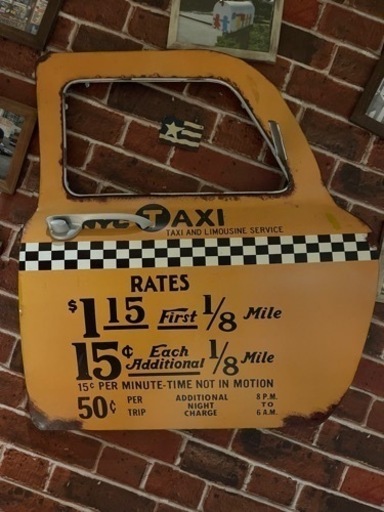 NYC TAXI
TAXI AND LIMOUSINE SERVICE
RATES
$1 15 First 1/8 Mile
15¢ Each Additional 1/8 Mile
15¢ PER MINUTE-TIME NOT IN MOTION
50¢ PER TRIP ADDITIONAL NIGHT CHARGE 8 P.M. TO 6 A.M.